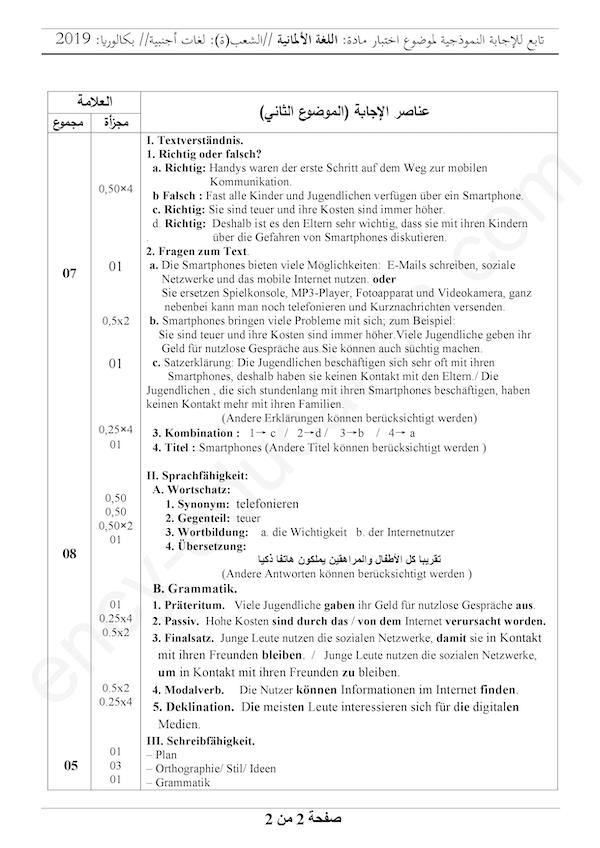 تابع للإجابة النموذجية لموضوع اختبار مادة: اللغة الألمانية //الشعب(ة): لغات أجنبية// بكالوريا: 2019
العلامة
عناصر الإجابة (الموضوع الثاني)
مجموع مجزأة
I. Textverständnis.
1. Richtig oder falsch?
a. Richtig: Handys waren der erste Schritt auf dem Weg zur mobilen
Kommunikation.
0,50×4
b Falsch : Fast alle Kinder und Jugendlichen verfügen über ein Smartphone.
c. Richtig: Sie sind teuer und ihre Kosten sind immer höher.
d. Richtig: Deshalb ist es den Eltern sehr wichtig, dass sie mit ihren Kindern
. über die Gefahren von Smartphones diskutieren.
2. Fragen zum Text.
07
01
a. Die Smartphones bieten viele Möglichkeiten: E-Mails schreiben, soziale
Netzwerke und das mobile Internet nutzen. oder
Sie ersetzen Spielkonsole, MP3-Player, Fotoapparat und Videokamera, ganz
nebenbei kann man noch telefonieren und Kurznachrichten versenden.
0,5x2
b. Smartphones bringen viele Probleme mit sich; zum Beispiel:
Sie sind teuer und ihre Kosten sind immer höher.Viele Jugendliche geben ihr
Geld für nutzlose Gespräche aus.Sie können auch süchtig machen.
01
c. Satzerklärung: Die Jugendlichen beschäftigen sich sehr oft mit ihren
Smartphones, deshalb haben sie keinen Kontakt mit den Eltern./ Die
Jugendlichen , die sich stundenlang mit ihren Smartphones beschäftigen, haben
keinen Kontakt mehr mit ihren Familien.
(Andere Erklärungen können berücksichtigt werden)
0,25×4
3. Kombination : 1→ c / 2→d / 3→b / 4→ a
01
4. Titel : Smartphones (Andere Titel können berücksichtigt werden )
II. Sprachfähigkeit:
A. Wortschatz:
0,50
1. Synonym: telefonieren
0,50
2. Gegenteil: teuer
0,50×2
3. Wortbildung: a. die Wichtigkeit b. der Internetnutzer
01
4. Übersetzung:
08
تقريبا كل الأطفال والمراهقين يملكون هاتفا ذكيا
(Andere Antworten können berücksichtigt werden )
B. Grammatik.
01
1. Präteritum. Viele Jugendliche gaben ihr Geld für nutzlose Gespräche aus.
0.25x4
2. Passiv. Hohe Kosten sind durch das / von dem Internet verursacht worden.
0.5x2
3. Finalsatz. Junge Leute nutzen die sozialen Netzwerke, damit sie in Kontakt
mit ihren Freunden bleiben. / Junge Leute nutzen die sozialen Netzwerke,
um in Kontakt mit ihren Freunden zu bleiben.
0.5x2
4. Modalverb. Die Nutzer können Informationen im Internet finden.
0.25x4
5. Deklination. Die meisten Leute interessieren sich für die digitalen
Medien.
III. Schreibfähigkeit.
01
– Plan
05
03
– Orthographie/ Stil/ Ideen
01
– Grammatik
صفحة 2 من 2